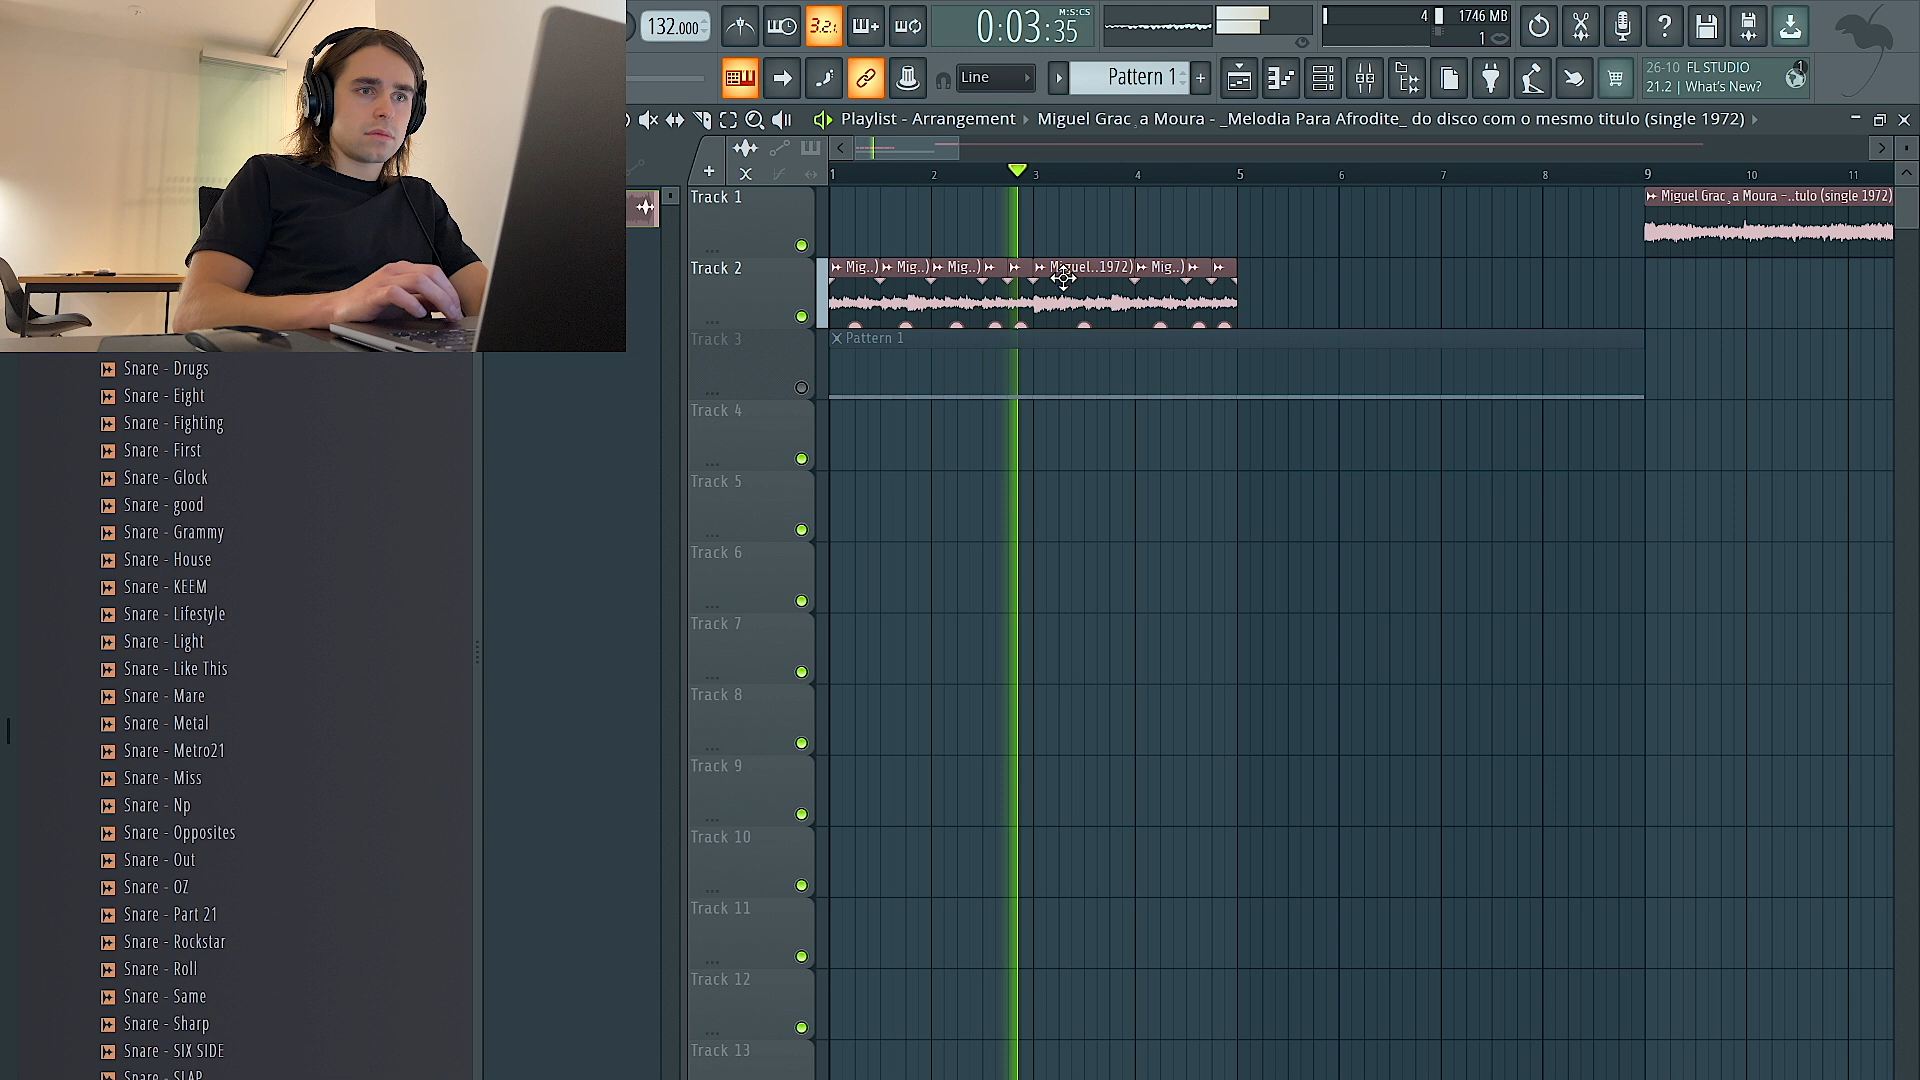 132.000
3.2.
0:03:35
M:S:CS
4
1746 MB
1
Line
Pattern 1
26-10 FL STUDIO
21.2 | What's New?
1
Playlist - Arrangement
Miguel Grac¸a Moura - _Melodia Para Afrodite_ do disco com o mesmo titulo (single 1972)
1 2 3 4 5 6 7 8 9 10 11
Track 1
Miguel Grac¸a Moura -..tulo (single 1972)
Track 2
Mig..)
Mig..)
Mig..)
Miguel..1972)
Mig..)
Track 3
Pattern 1
Track 4
Track 5
Track 6
Track 7
Track 8
Track 9
Track 10
Track 11
Track 12
Track 13
Snare - Drugs
Snare - Eight
Snare - Fighting
Snare - First
Snare - Glock
Snare - good
Snare - Grammy
Snare - House
Snare - KEEM
Snare - Lifestyle
Snare - Light
Snare - Like This
Snare - Mare
Snare - Metal
Snare - Metro21
Snare - Miss
Snare - Np
Snare - Opposites
Snare - Out
Snare - OZ
Snare - Part 21
Snare - Rockstar
Snare - Roll
Snare - Same
Snare - Sharp
Snare - SIX SIDE
Snare - SLAP